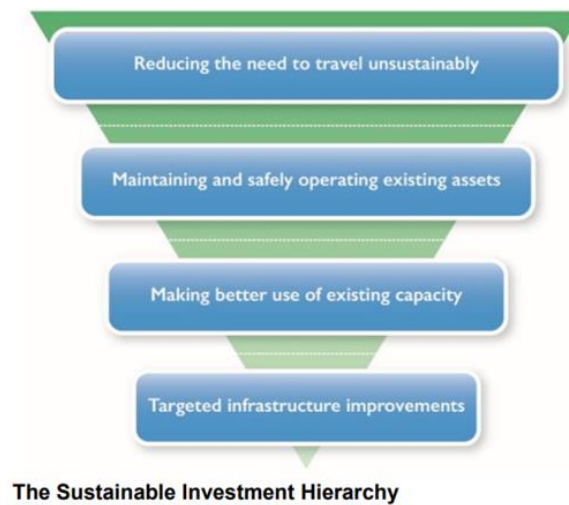 Reducing the need to travel unsustainably
Maintaining and safely operating existing assets
Making better use of existing capacity
Targeted infrastructure improvements
The Sustainable Investment Hierarchy